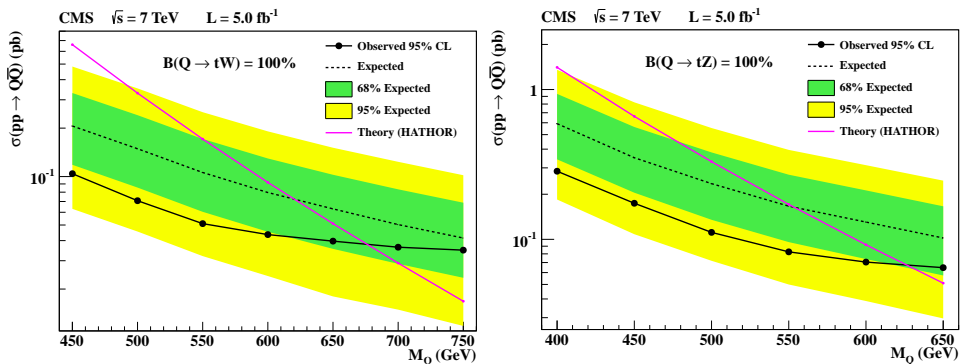 CMS √s = 7 TeV L = 5.0 fb⁻¹
σ(pp → QQ̅) (pb)
B(Q → tW) = 100%
Observed 95% CL
Expected
68% Expected
95% Expected
Theory (HATHOR)
10⁻¹
450 500 550 600 650 700 750
M_Q (GeV)
CMS √s = 7 TeV L = 5.0 fb⁻¹
σ(pp → QQ̅) (pb)
B(Q → tZ) = 100%
Observed 95% CL
Expected
68% Expected
95% Expected
Theory (HATHOR)
1
10⁻¹
400 450 500 550 600 650
M_Q (GeV)